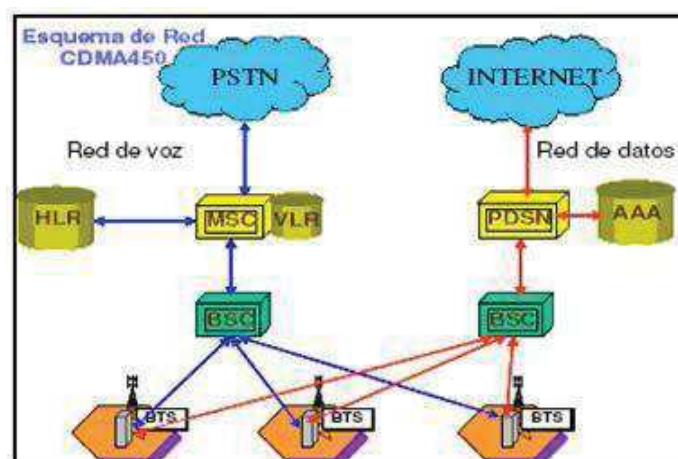 Esquema de Red
CDMA450
PSTN
INTERNET
Red de voz
Red de datos
HLR
MSC
VLR
PDSN
AAA
BSC
BSC
BTS
BTS
BTS